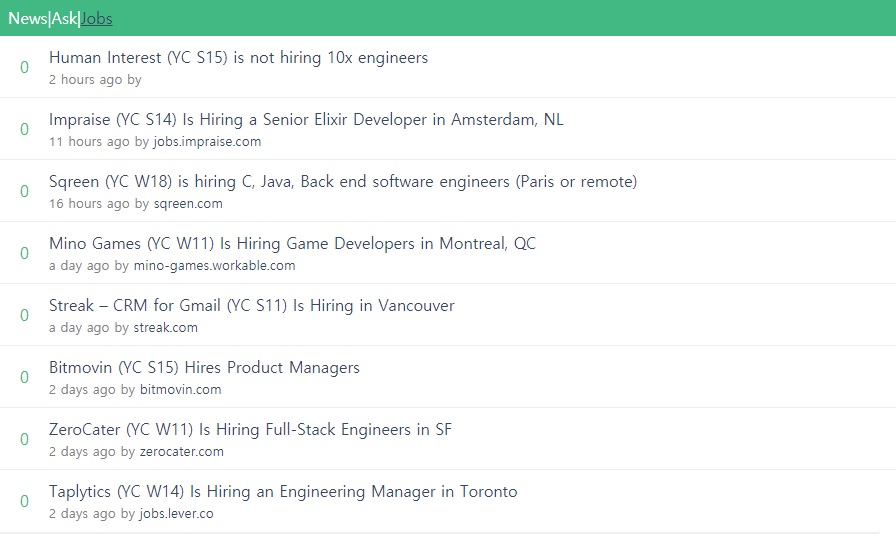 News|Ask|Jobs
0
Human Interest (YC S15) is not hiring 10x engineers
2 hours ago by
0
Impraise (YC S14) Is Hiring a Senior Elixir Developer in Amsterdam, NL
11 hours ago by jobs.impraise.com
0
Sqreen (YC W18) is hiring C, Java, Back end software engineers (Paris or remote)
16 hours ago by sqreen.com
0
Mino Games (YC W11) Is Hiring Game Developers in Montreal, QC
a day ago by mino-games.workable.com
0
Streak – CRM for Gmail (YC S11) Is Hiring in Vancouver
a day ago by streak.com
0
Bitmovin (YC S15) Hires Product Managers
2 days ago by bitmovin.com
0
ZeroCater (YC W11) Is Hiring Full-Stack Engineers in SF
2 days ago by zerocater.com
0
Taplytics (YC W14) Is Hiring an Engineering Manager in Toronto
2 days ago by jobs.lever.co